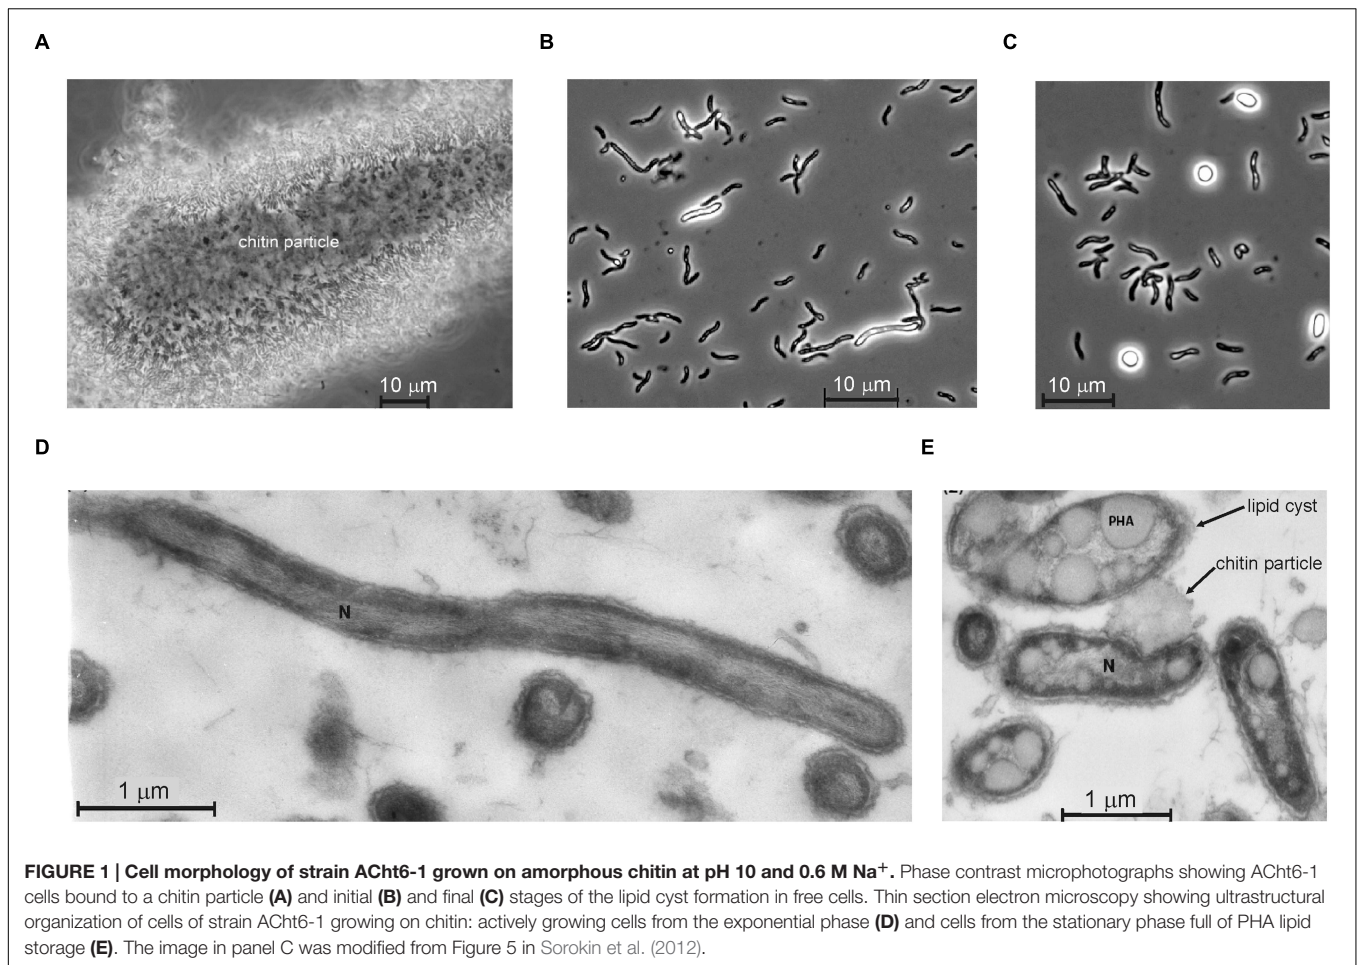 A
B
C
chitin particle
10 μm
10 μm
10 μm
D
E
N
1 μm
PHA
lipid cyst
chitin particle
N
1 μm
FIGURE 1 | Cell morphology of strain ACht6-1 grown on amorphous chitin at pH 10 and 0.6 M Na+. Phase contrast microphotographs showing ACht6-1
cells bound to a chitin particle (A) and initial (B) and final (C) stages of the lipid cyst formation in free cells. Thin section electron microscopy showing ultrastructural
organization of cells of strain ACht6-1 growing on chitin: actively growing cells from the exponential phase (D) and cells from the stationary phase full of PHA lipid
storage (E). The image in panel C was modified from Figure 5 in Sorokin et al. (2012).